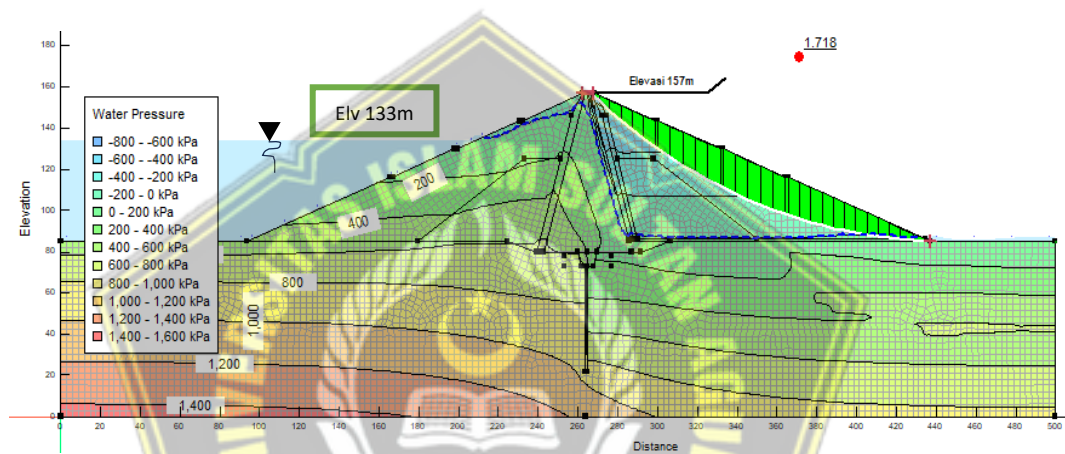 1.718
Elevasi 157m
Elv 133m
Water Pressure
-800 - -600 kPa
-600 - -400 kPa
-400 - -200 kPa
-200 - 0 kPa
0 - 200 kPa
200 - 400 kPa
400 - 600 kPa
600 - 800 kPa
800 - 1,000 kPa
1,000 - 1,200 kPa
1,200 - 1,400 kPa
1,400 - 1,600 kPa
Elevation
180
160
140
120
100
80
60
40
20
0
200
400
800
1,000
1,200
1,400
0 20 40 60 80 100 120 140 160 180 200 220 240 260 280 300 320 340 360 380 400 420 440 460 480 500
Distance
UNIVERSITAS ISLAM SULTAN AGUNG